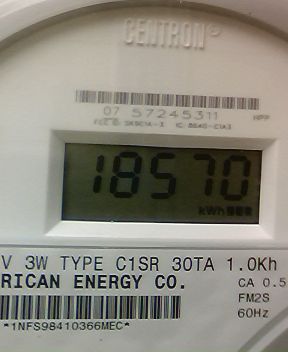 CENTRON®
07 57245311
HPP
18570
kWh
V 3W TYPE C1SR 30TA 1.0Kh
RICAN ENERGY CO.
CA 0.5
FM2S
60Hz
*1NFS98410366MEC*